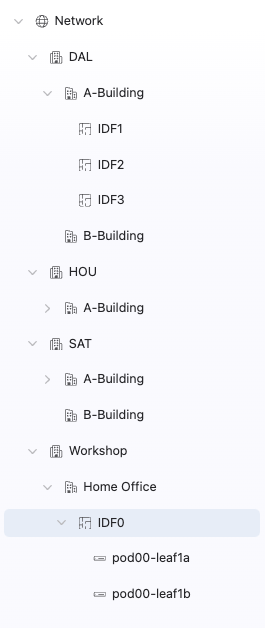 Network
DAL
A-Building
IDF1
IDF2
IDF3
B-Building
HOU
A-Building
SAT
A-Building
B-Building
Workshop
Home Office
IDF0
pod00-leaf1a
pod00-leaf1b